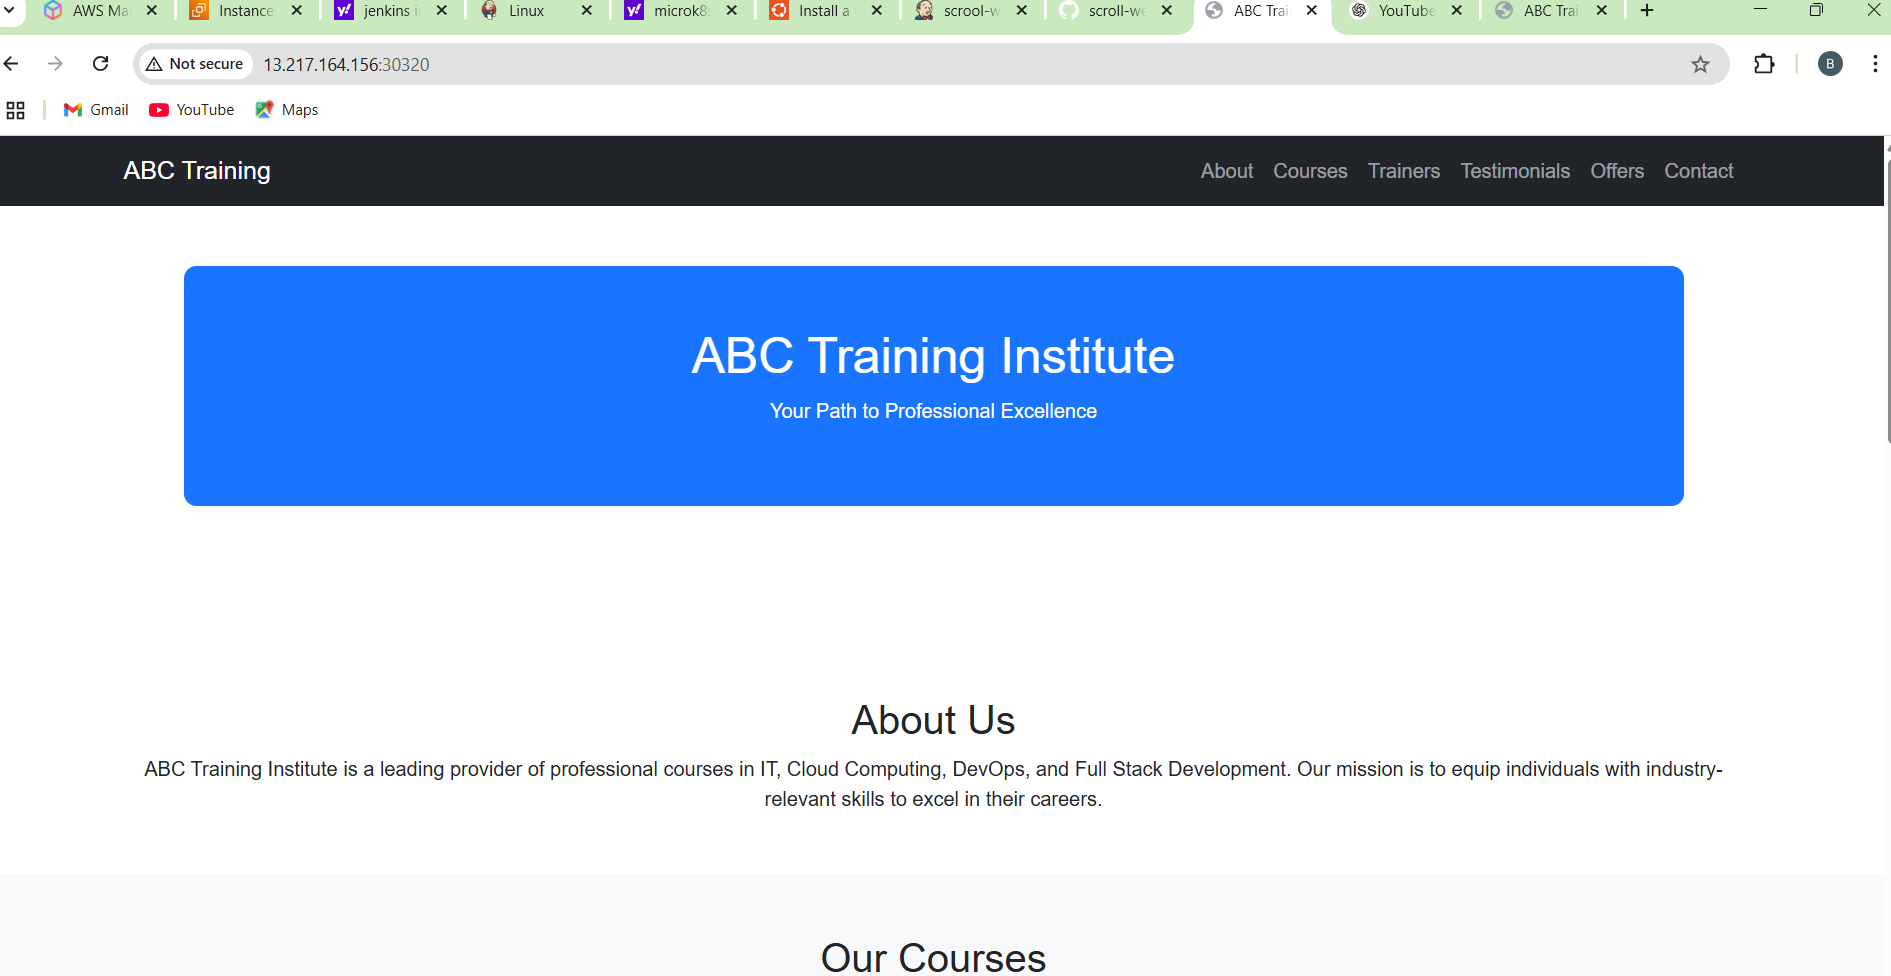 AWS Ma
Instance
jenkins i
Linux
microk8s
Install a
scrool-w
scroll-we
ABC Trai
YouTube
ABC Trai
Not secure
13.217.164.156:30320
B
Gmail
YouTube
Maps
ABC Training
About
Courses
Trainers
Testimonials
Offers
Contact
ABC Training Institute
Your Path to Professional Excellence
About Us
ABC Training Institute is a leading provider of professional courses in IT, Cloud Computing, DevOps, and Full Stack Development. Our mission is to equip individuals with industry-
relevant skills to excel in their careers.
Our Courses